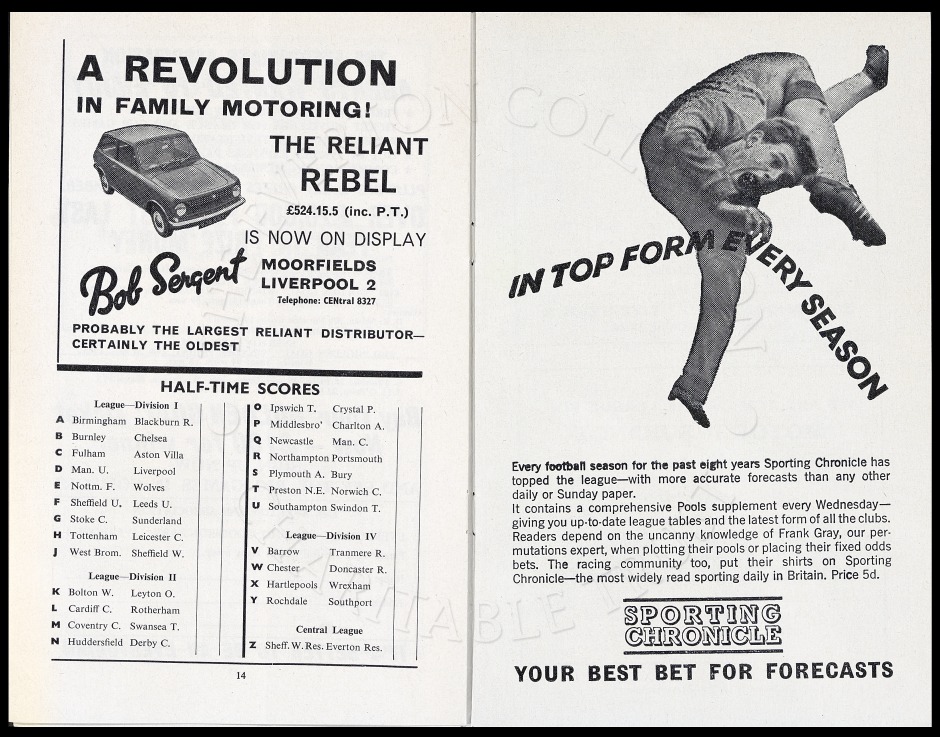 A REVOLUTION
IN FAMILY MOTORING!
THE RELIANT
REBEL
£524.15.5 (inc. P.T.)
IS NOW ON DISPLAY
Bob Sergent
MOORFIELDS
LIVERPOOL 2
Telephone: CENtral 8327
PROBABLY THE LARGEST RELIANT DISTRIBUTOR—
CERTAINLY THE OLDEST
HALF-TIME SCORES
League—Division I
A Birmingham Blackburn R.
B Burnley Chelsea
C Fulham Aston Villa
D Man. U. Liverpool
E Nottm. F. Wolves
F Sheffield U. Leeds U.
G Stoke C. Sunderland
H Tottenham Leicester C.
J West Brom. Sheffield W.
League—Division II
K Bolton W. Leyton O.
L Cardiff C. Rotherham
M Coventry C. Swansea T.
N Huddersfield Derby C.
O Ipswich T. Crystal P.
P Middlesbro' Charlton A.
Q Newcastle Man. C.
R Northampton Portsmouth
S Plymouth A. Bury
T Preston N.E. Norwich C.
U Southampton Swindon T.
League—Division IV
V Barrow Tranmere R.
W Chester Doncaster R.
X Hartlepools Wrexham
Y Rochdale Southport
Central League
Z Sheff. W. Res. Everton Res.
14
IN TOP FORM EVERY SEASON
Every football season for the past eight years Sporting Chronicle has
topped the league—with more accurate forecasts than any other
daily or Sunday paper.
It contains a comprehensive Pools supplement every Wednesday—
giving you up-to-date league tables and the latest form of all the clubs.
Readers depend on the uncanny knowledge of Frank Gray, our per-
mutations expert, when plotting their pools or placing their fixed odds
bets. The racing community too, put their shirts on Sporting
Chronicle—the most widely read sporting daily in Britain. Price 5d.
SPORTING
CHRONICLE
YOUR BEST BET FOR FORECASTS